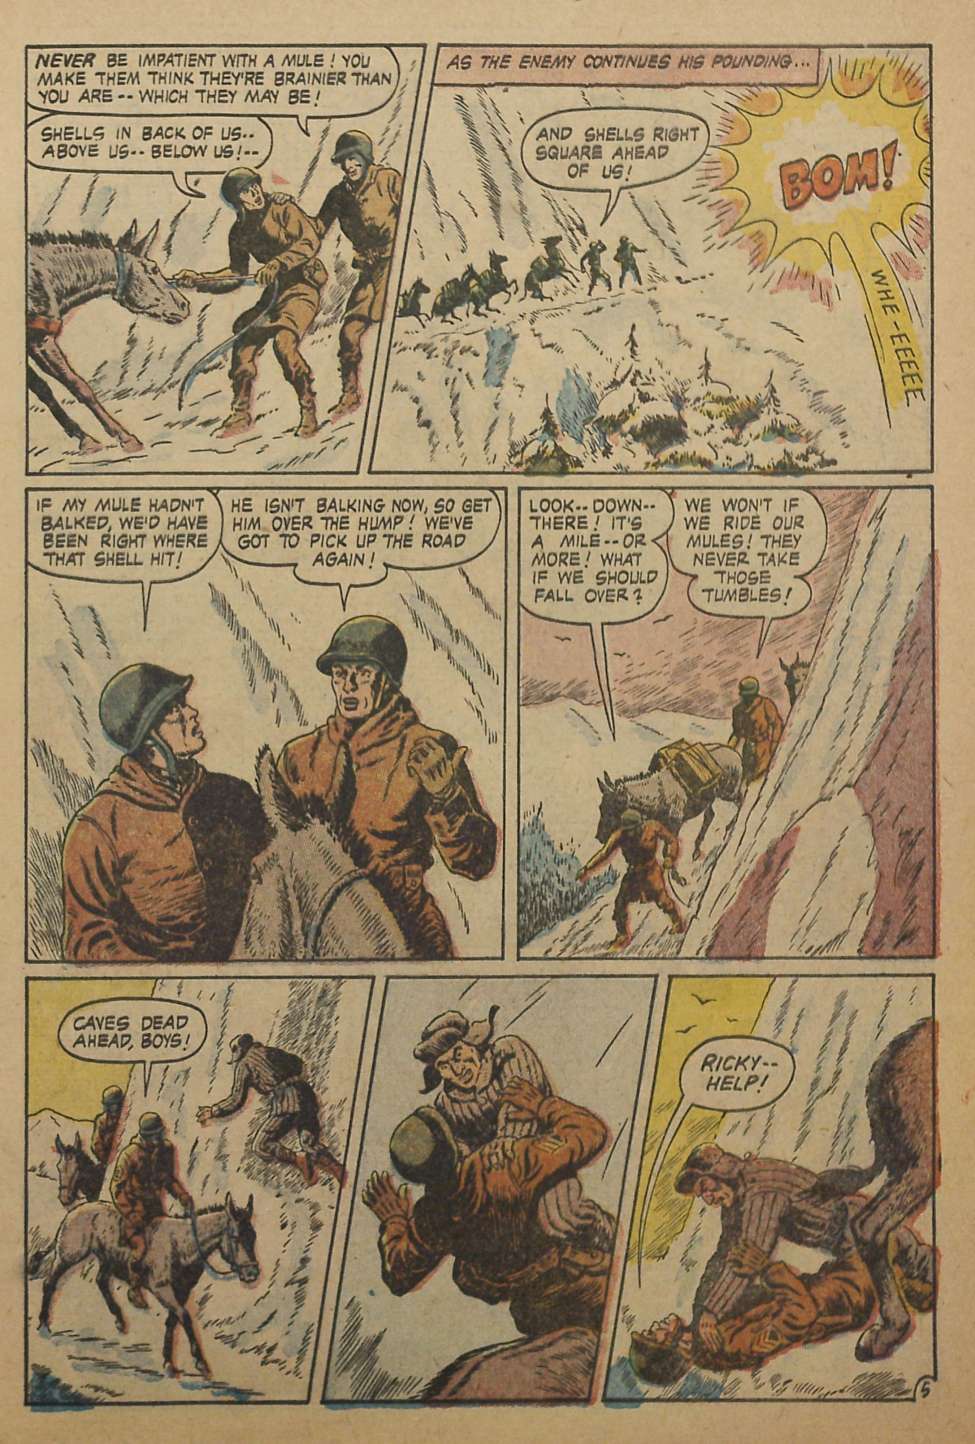 NEVER BE IMPATIENT WITH A MULE! YOU
MAKE THEM THINK THEY'RE BRAINIER THAN
YOU ARE-- WHICH THEY MAY BE!
SHELLS IN BACK OF US--
ABOVE US-- BELOW US!--
AS THE ENEMY CONTINUES HIS POUNDING...
AND SHELLS RIGHT
SQUARE AHEAD
OF US!
BOM!
WHE-EEEEE
IF MY MULE HADN'T
BALKED, WE'D HAVE
BEEN RIGHT WHERE
THAT SHELL HIT!
HE ISN'T BALKING NOW, SO GET
HIM OVER THE HUMP! WE'VE
GOT TO PICK UP THE ROAD
AGAIN!
LOOK-- DOWN--
THERE! IT'S
A MILE-- OR
MORE! WHAT
IF WE SHOULD
FALL OVER?
WE WON'T IF
WE RIDE OUR
MULES! THEY
NEVER TAKE
THOSE
TUMBLES!
CAVES DEAD
AHEAD, BOYS!
RICKY--
HELP!
5